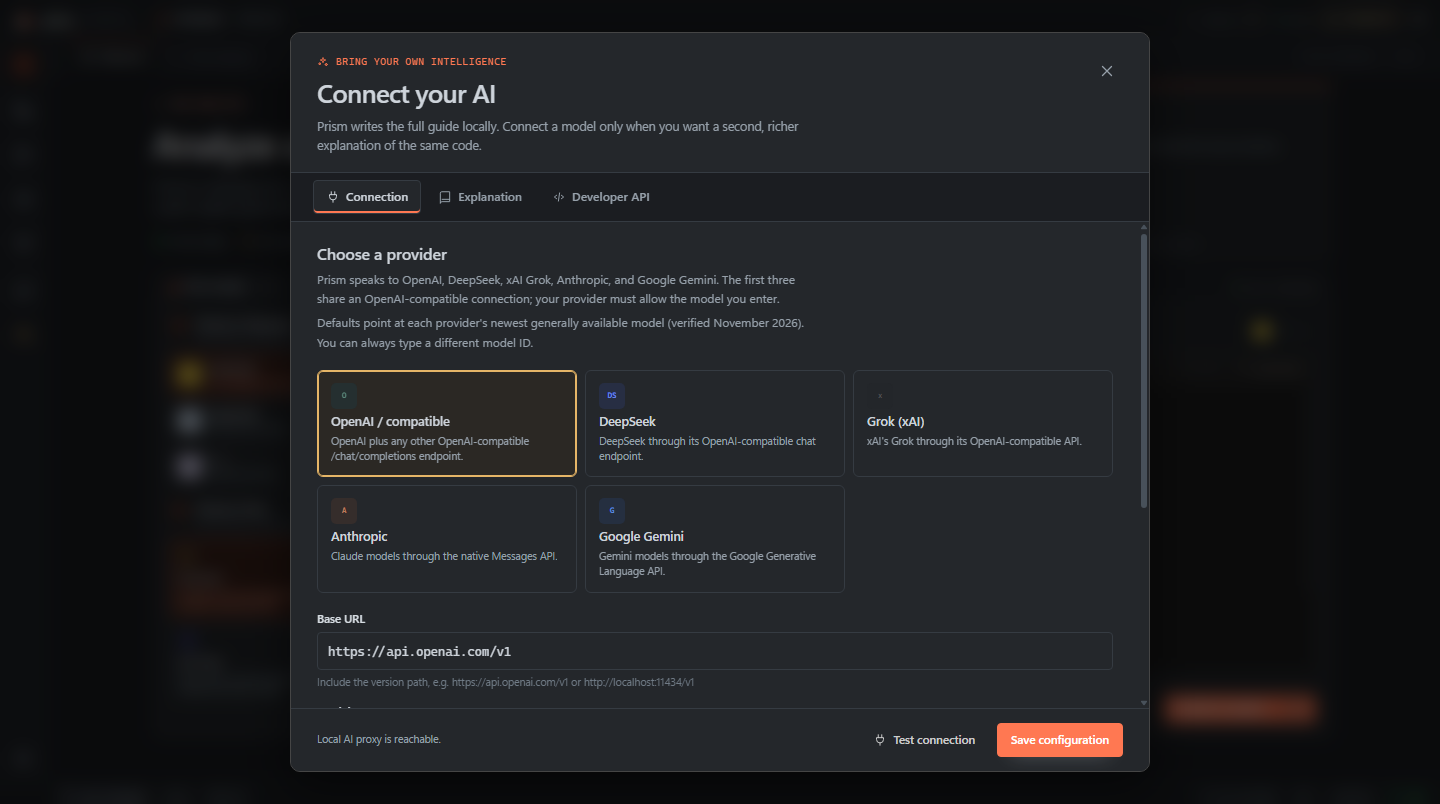 BRING YOUR OWN INTELLIGENCE
Connect your AI
Prism writes the full guide locally. Connect a model only when you want a second, richer
explanation of the same code.
Connection
Explanation
Developer API
Choose a provider
Prism speaks to OpenAI, DeepSeek, xAI Grok, Anthropic, and Google Gemini. The first three
share an OpenAI-compatible connection; your provider must allow the model you enter.
Defaults point at each provider's newest generally available model (verified November 2026).
You can always type a different model ID.
O
OpenAI / compatible
OpenAI plus any other OpenAI-compatible
/chat/completions endpoint.
DS
DeepSeek
DeepSeek through its OpenAI-compatible chat
endpoint.
Grok (xAI)
xAI's Grok through its OpenAI-compatible API.
A
Anthropic
Claude models through the native Messages API.
G
Google Gemini
Gemini models through the Google Generative
Language API.
Base URL
https://api.openai.com/v1
Include the version path, e.g. https://api.openai.com/v1 or http://localhost:11434/v1
Local AI proxy is reachable.
Test connection
Save configuration